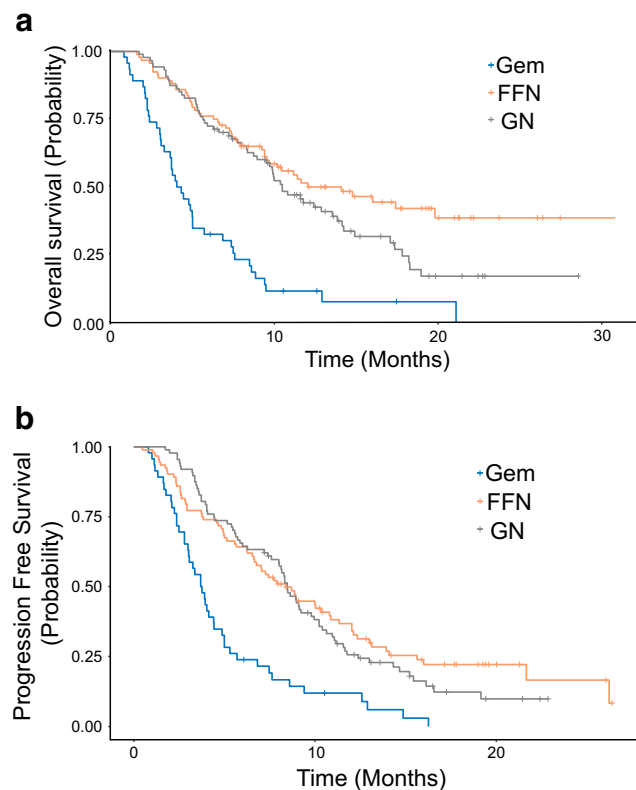 a
Overall survival (Probability)
1.00
0.75
0.50
0.25
0.00
Gem
FFN
GN
0 10 20 30
Time (Months)
b
Progression Free Survival
(Probability)
1.00
0.75
0.50
0.25
0.00
Gem
FFN
GN
0 10 20
Time (Months)